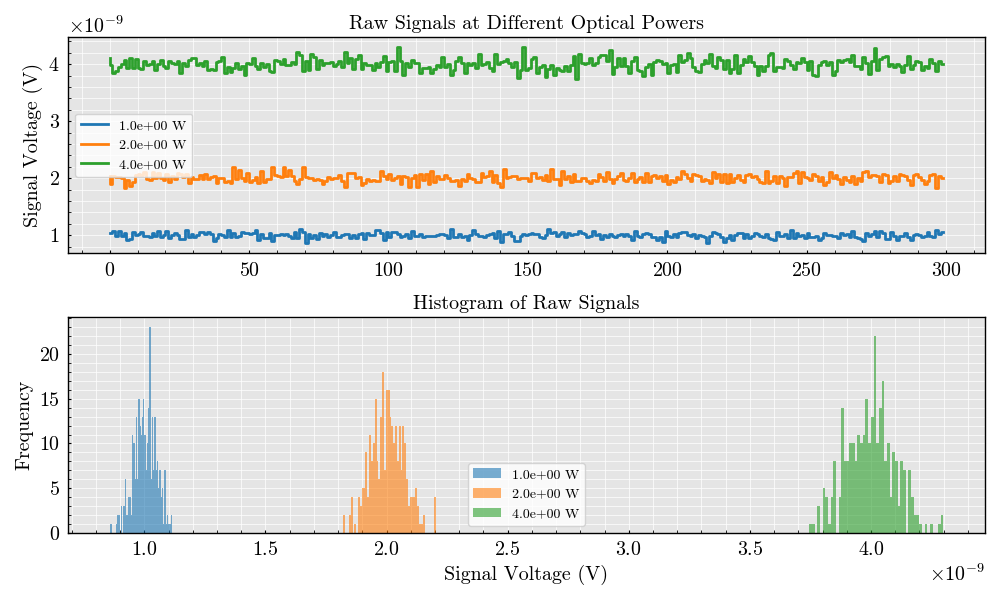 Raw Signals at Different Optical Powers
×10⁻⁹
Signal Voltage (V)
4
3
2
1
1.0e+00 W
2.0e+00 W
4.0e+00 W
0 50 100 150 200 250 300
Histogram of Raw Signals
Frequency
20
15
10
5
0
1.0e+00 W
2.0e+00 W
4.0e+00 W
1.0 1.5 2.0 2.5 3.0 3.5 4.0
Signal Voltage (V)
×10⁻⁹